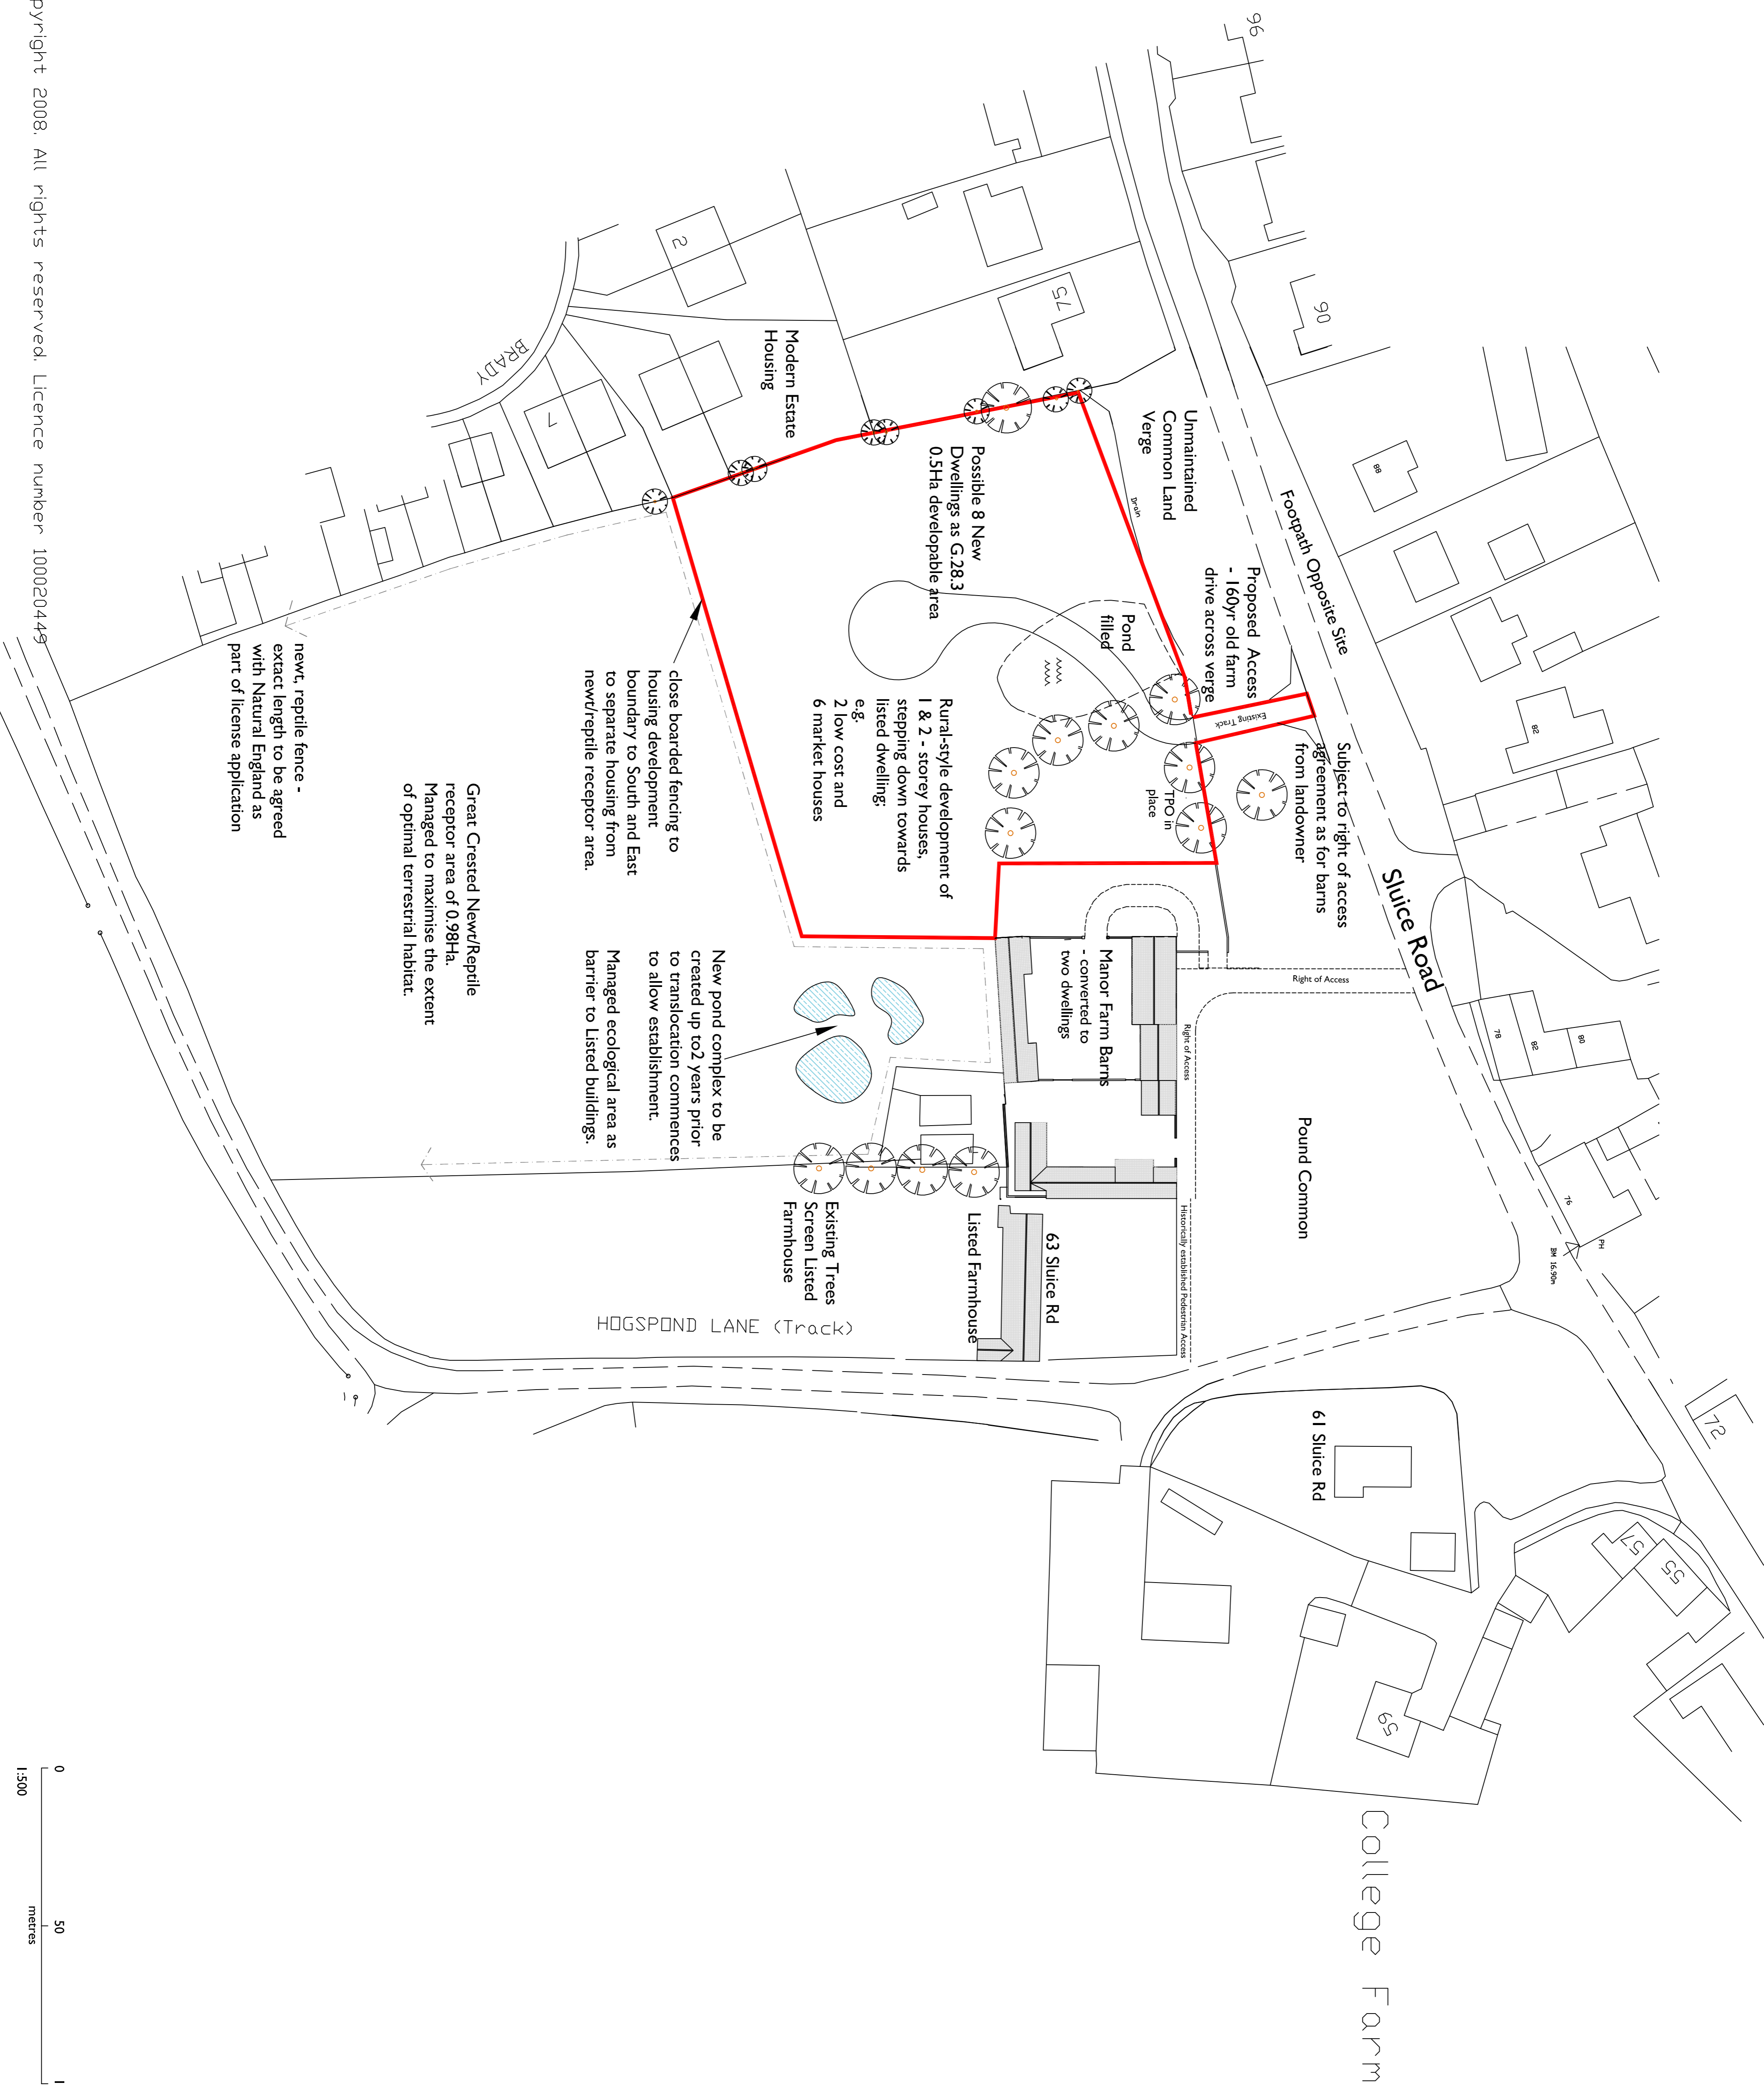 96
90
88
82
78
82
80
76
PH
BM 16.90m
72
Footpath Opposite Site
Sluice Road
Unmaintained
Common Land
Verge
Drain
Proposed Access
- 160yr old farm
drive across verge
Existing Track
Subject to right of access
agreement as for barns
from landowner
TPO in
place
Pond
filled
75
2
7
BRADY
Modern Estate
Housing
Possible 8 New
Dwellings as G.28.3
0.5Ha developable area
Rural-style development of
1 & 2 - storey houses,
stepping down towards
listed dwelling;
e.g.
2 low cost and
6 market houses
close boarded fencing to
housing development
boundary to South and East
to separate housing from
newt/reptile receptor area.
Manor Farm Barns
- converted to
two dwellings
Right of Access
Right of Access
Pound Common
Historically established Pedestrian Access
63 Sluice Rd
Listed Farmhouse
Existing Trees
Screen Listed
Farmhouse
New pond complex to be
created up to2 years prior
to translocation commences
to allow establishment.
Managed ecological area as
barrier to Listed buildings.
Great Crested Newt/Reptile
receptor area of 0.98Ha.
Managed to maximise the extent
of optimal terrestrial habitat.
newt, reptile fence -
extact length to be agreed
with Natural England as
part of license application
HOGSPOND LANE (Track)
61 Sluice Rd
57
55
59
College Farm
pyright 2008. All rights reserved. Licence number 100020449
0
50
1
metres
1:500